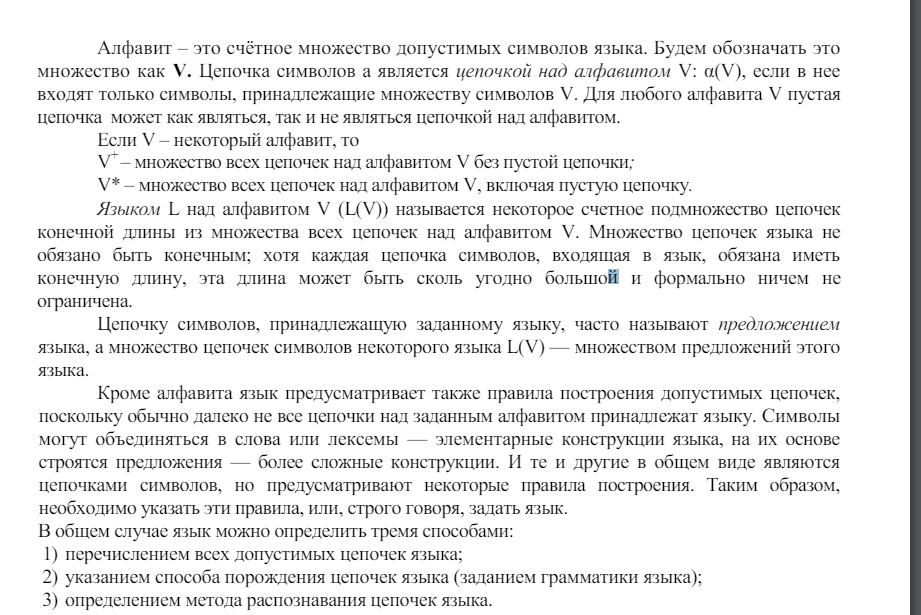 Алфавит – это счётное множество допустимых символов языка. Будем обозначать это
множество как V. Цепочка символов a является цепочкой над алфавитом V: α(V), если в нее
входят только символы, принадлежащие множеству символов V. Для любого алфавита V пустая
цепочка может как являться, так и не являться цепочкой над алфавитом.
Если V – некоторый алфавит, то
V⁺ – множество всех цепочек над алфавитом V без пустой цепочки;
V* – множество всех цепочек над алфавитом V, включая пустую цепочку.
Языком L над алфавитом V (L(V)) называется некоторое счетное подмножество цепочек
конечной длины из множества всех цепочек над алфавитом V. Множество цепочек языка не
обязано быть конечным; хотя каждая цепочка символов, входящая в язык, обязана иметь
конечную длину, эта длина может быть сколь угодно большой и формально ничем не
ограничена.
Цепочку символов, принадлежащую заданному языку, часто называют предложением
языка, а множество цепочек символов некоторого языка L(V) — множеством предложений этого
языка.
Кроме алфавита язык предусматривает также правила построения допустимых цепочек,
поскольку обычно далеко не все цепочки над заданным алфавитом принадлежат языку. Символы
могут объединяться в слова или лексемы — элементарные конструкции языка, на их основе
строятся предложения — более сложные конструкции. И те и другие в общем виде являются
цепочками символов, но предусматривают некоторые правила построения. Таким образом,
необходимо указать эти правила, или, строго говоря, задать язык.
В общем случае язык можно определить тремя способами:
1) перечислением всех допустимых цепочек языка;
2) указанием способа порождения цепочек языка (заданием грамматики языка);
3) определением метода распознавания цепочек языка.